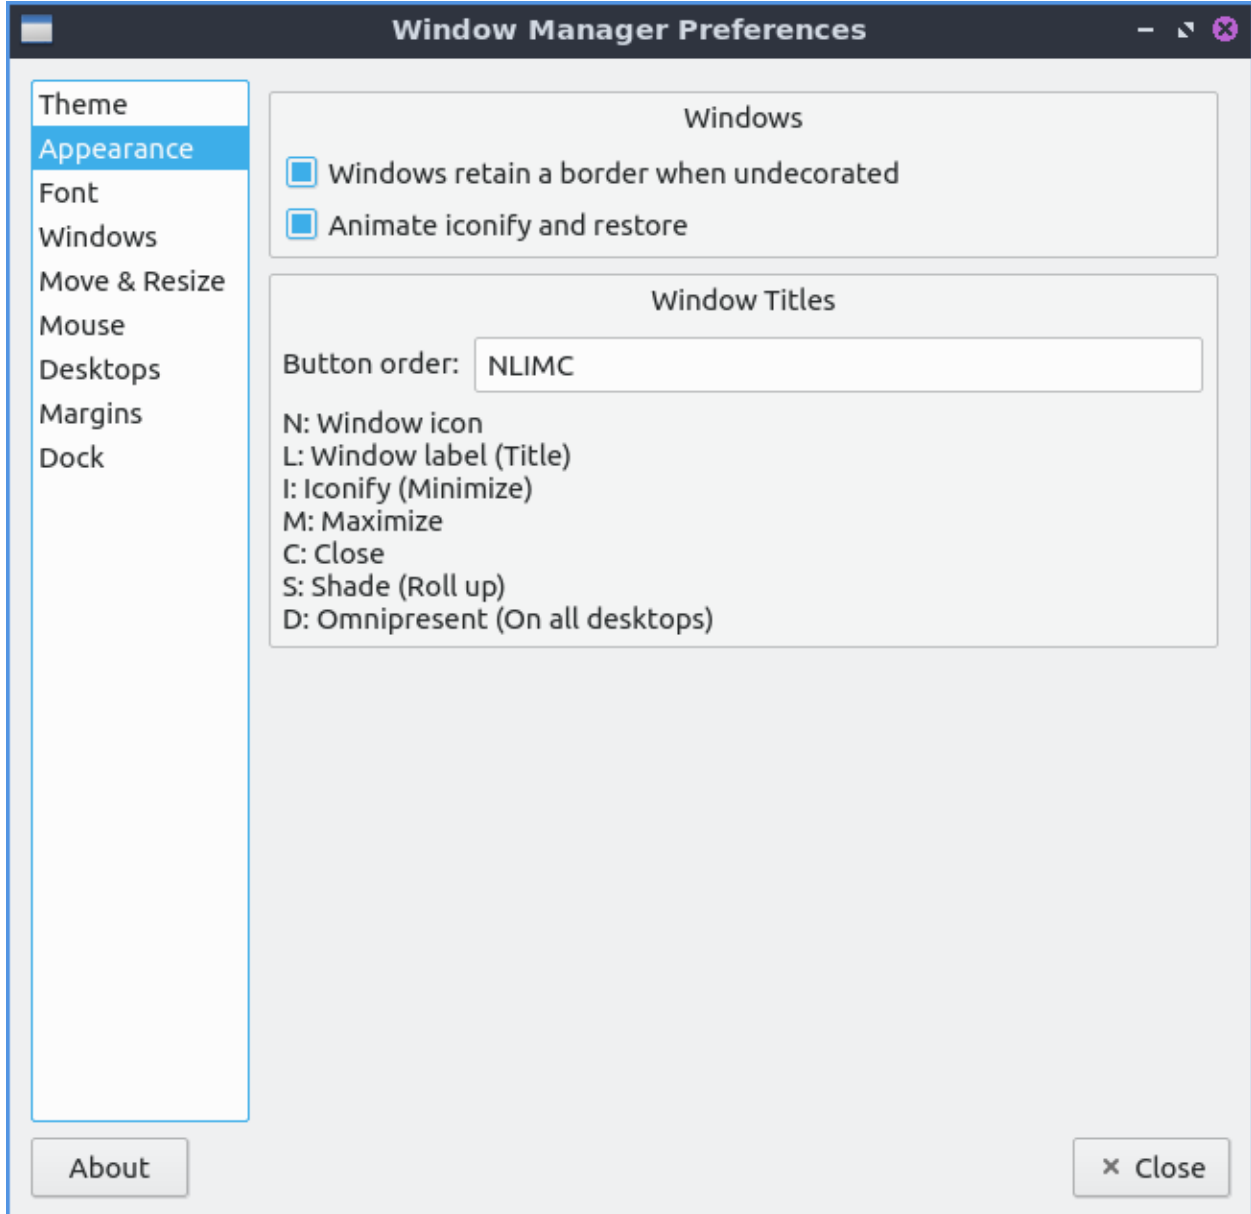 Window Manager Preferences
Theme
Appearance
Font
Windows
Move & Resize
Mouse
Desktops
Margins
Dock
Windows
Windows retain a border when undecorated
Animate iconify and restore
Window Titles
Button order: NLIMC
N: Window icon
L: Window label (Title)
I: Iconify (Minimize)
M: Maximize
C: Close
S: Shade (Roll up)
D: Omnipresent (On all desktops)
About
Close